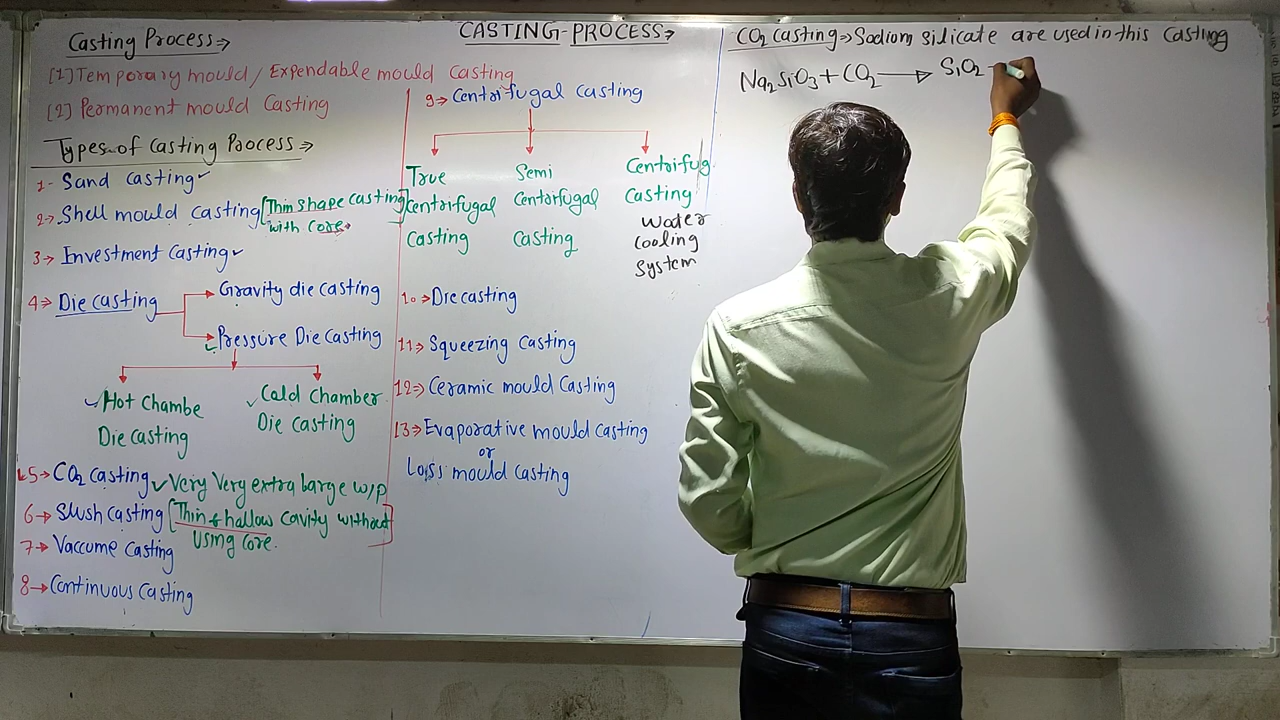 CASTING-PROCESS→
Casting Process→
[1] Temporary mould / Expendable mould Casting
[2] Permanent mould Casting
Types of Casting Process→
1- Sand casting
2→ Shell mould casting [Thin shape casting
with core]
3→ Investment Casting
4→ Die casting
Gravity die casting
Pressure Die Casting
Hot Chambe
Die casting
Cold Chamber
Die casting
5→ CO2 casting Very Very extra large w/p
6→ Slush casting [Thin & hallow cavity without
using core.]
7→ Vaccume Casting
8→ Continuous Casting
9→ Centrifugal casting
True
Centrifugal
Casting
Semi
Centrifugal
Casting
Centrifug
Casting
Water
Cooling
System
10→ Die casting
11→ Squeezing Casting
12→ Ceramic mould Casting
13→ Evaporative mould Casting
or
Loss mould casting
CO2 casting→ Sodium silicate are used in this Casting
Na2SiO3 + CO2 → SiO2